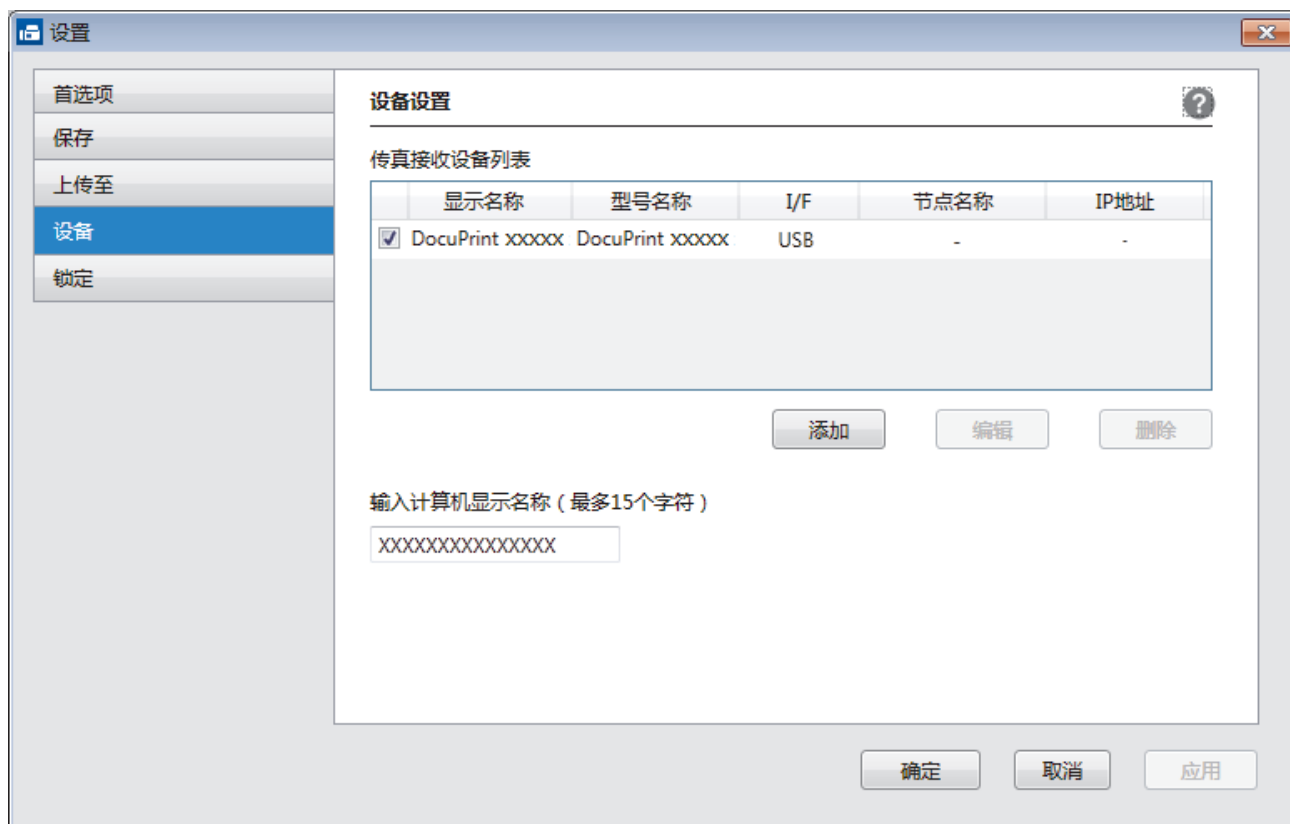 设置
首选项
保存
上传至
设备
锁定
设备设置
?
传真接收设备列表
显示名称 型号名称 I/F 节点名称 IP地址
DocuPrint XXXXX DocuPrint XXXXX USB - -
添加 编辑 删除
输入计算机显示名称（最多15个字符）
XXXXXXXXXXXXXXX
确定 取消 应用